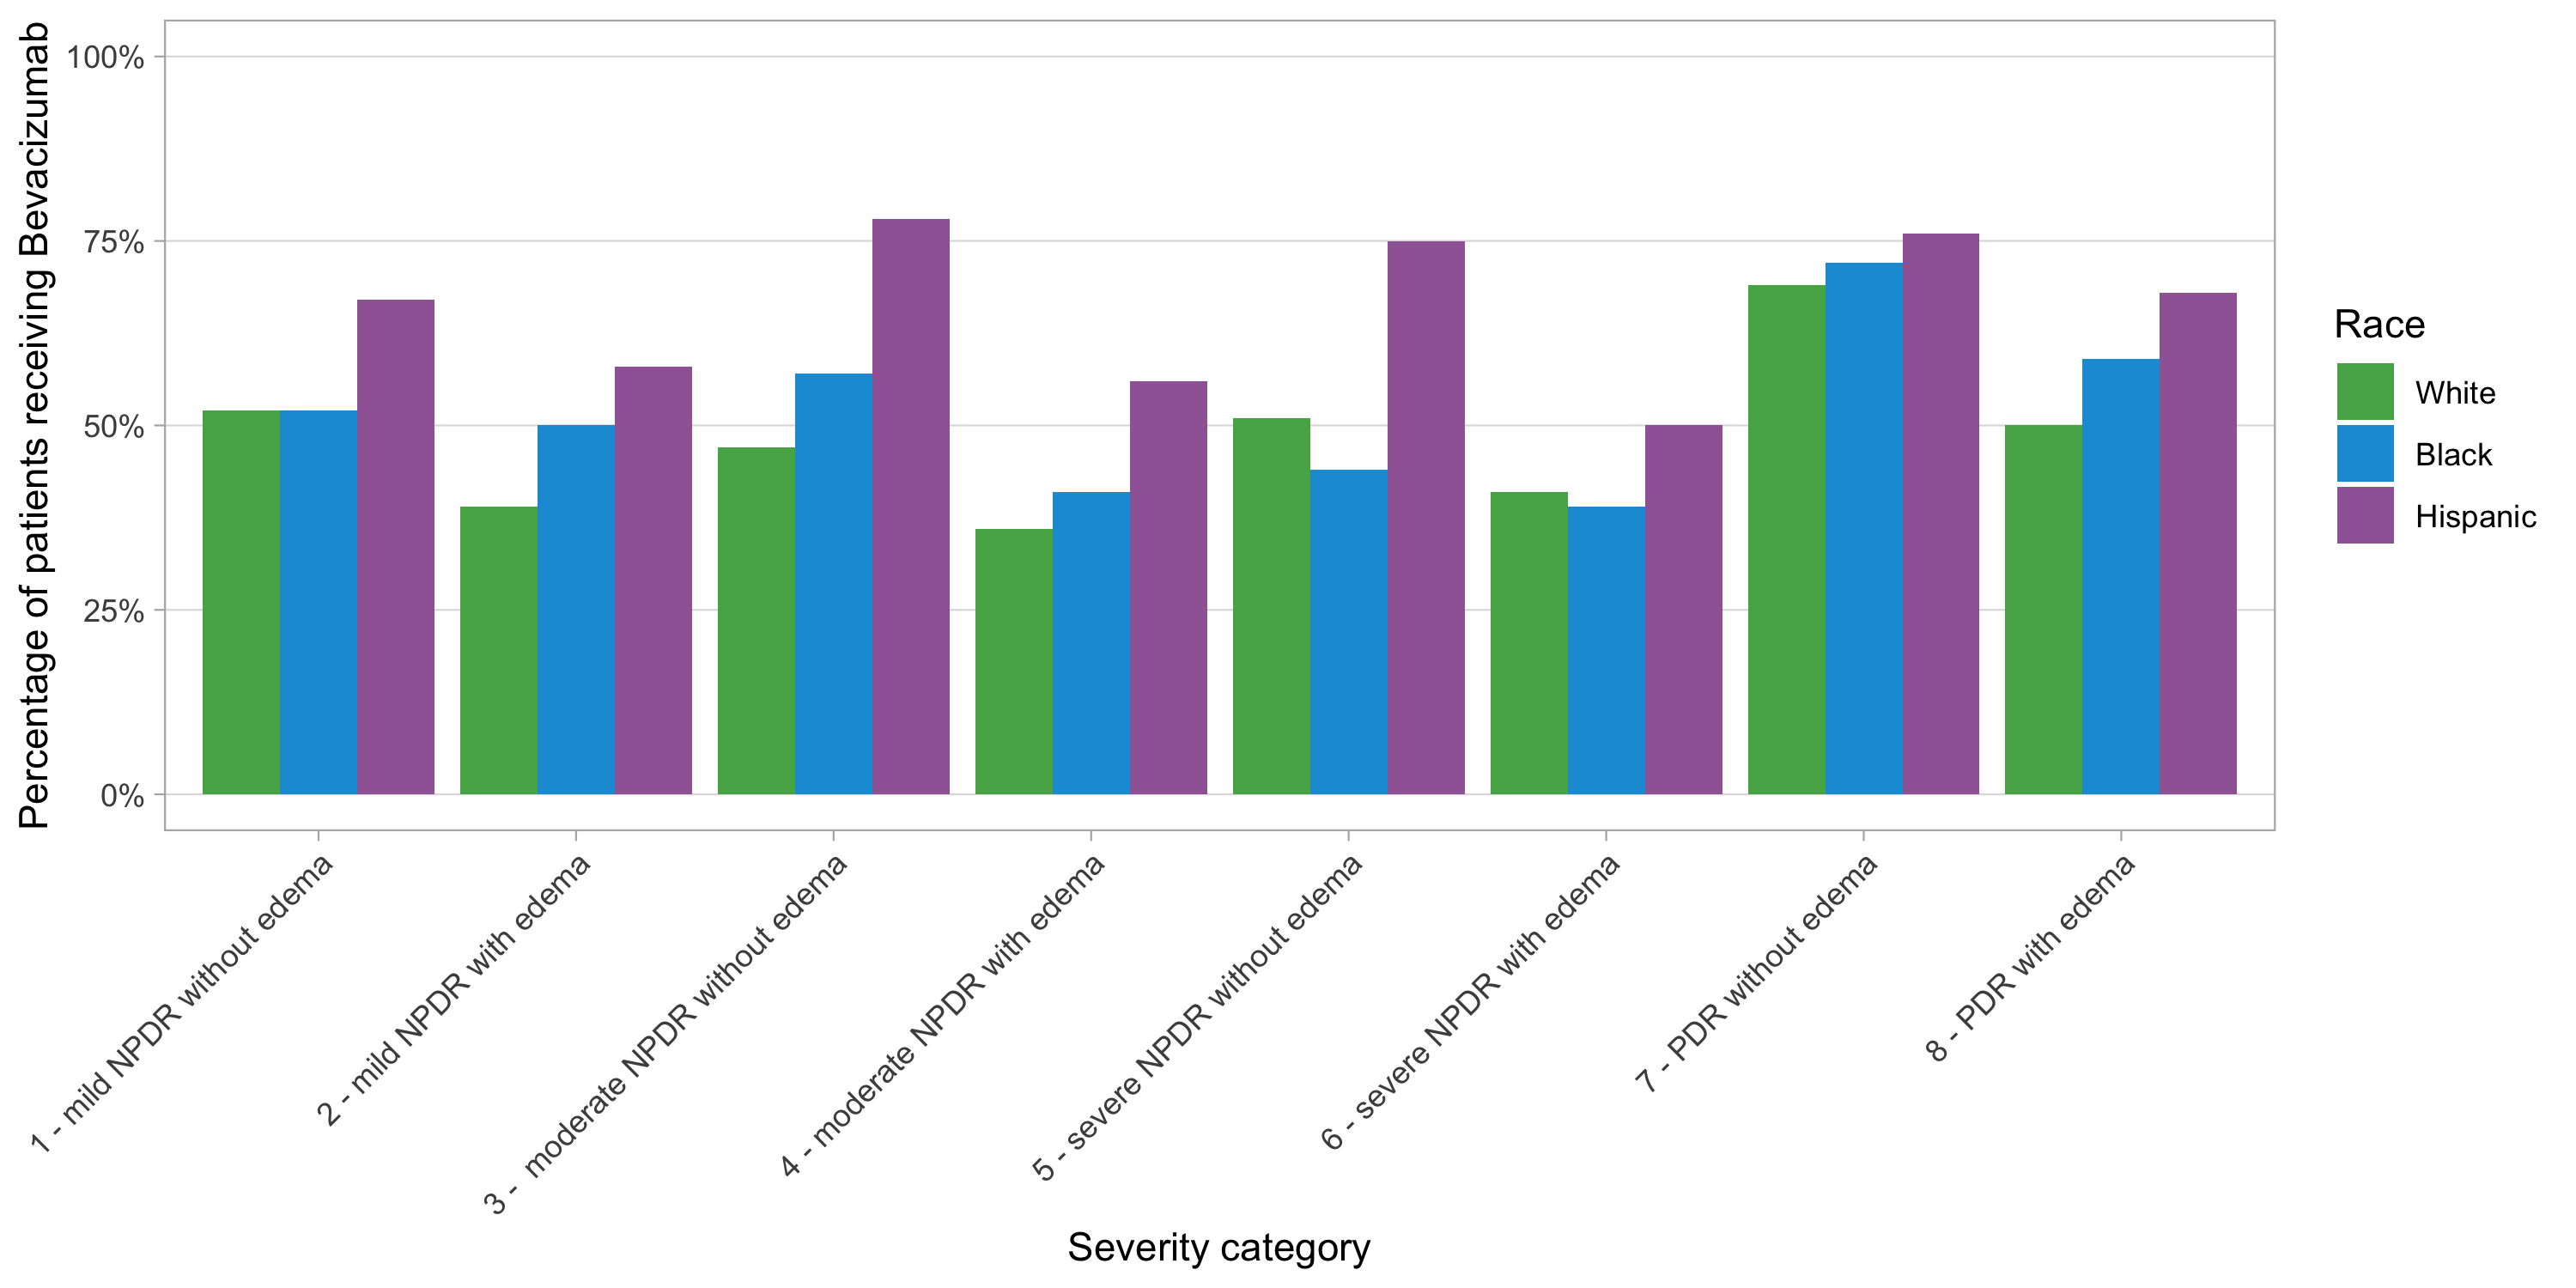 Percentage of patients receiving Bevacizumab
100%
75%
50%
25%
0%
1 - mild NPDR without edema
2 - mild NPDR with edema
3 -  moderate NPDR without edema
4 - moderate NPDR with edema
5 - severe NPDR without edema
6 - severe NPDR with edema
7 - PDR without edema
8 - PDR with edema
Severity category
Race
White
Black
Hispanic